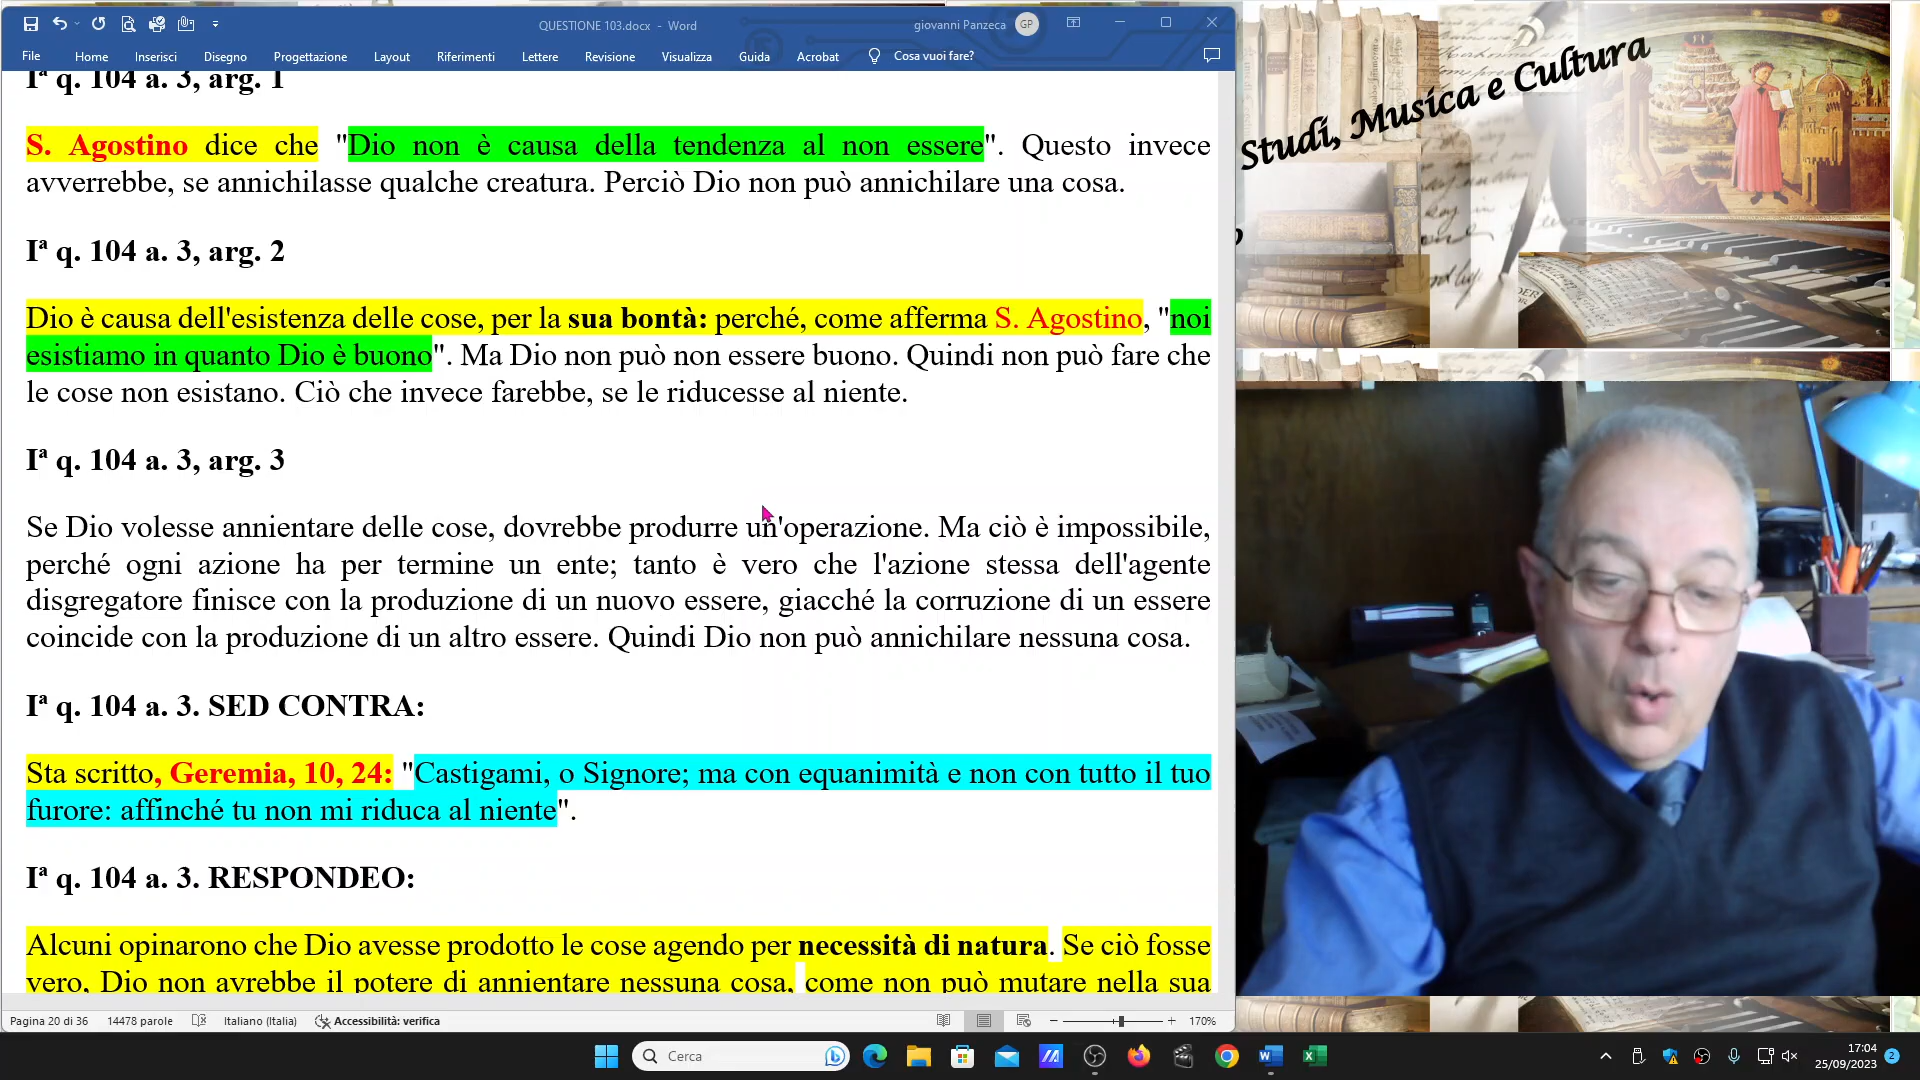 QUESTIONE 103.docx - Word
giovanni Panzeca
GP
File Home Inserisci Disegno Progettazione Layout Riferimenti Lettere Revisione Visualizza Guida Acrobat Cosa vuoi fare?
Iª q. 104 a. 3, arg. 1
S. Agostino dice che "Dio non è causa della tendenza al non essere". Questo invece
avverrebbe, se annichilasse qualche creatura. Perciò Dio non può annichilare una cosa.
Iª q. 104 a. 3, arg. 2
Dio è causa dell'esistenza delle cose, per la sua bontà: perché, come afferma S. Agostino, "noi
esistiamo in quanto Dio è buono". Ma Dio non può non essere buono. Quindi non può fare che
le cose non esistano. Ciò che invece farebbe, se le riducesse al niente.
Iª q. 104 a. 3, arg. 3
Se Dio volesse annientare delle cose, dovrebbe produrre un'operazione. Ma ciò è impossibile,
perché ogni azione ha per termine un ente; tanto è vero che l'azione stessa dell'agente
disgregatore finisce con la produzione di un nuovo essere, giacché la corruzione di un essere
coincide con la produzione di un altro essere. Quindi Dio non può annichilare nessuna cosa.
Iª q. 104 a. 3. SED CONTRA:
Sta scritto, Geremia, 10, 24: "Castigami, o Signore; ma con equanimità e non con tutto il tuo
furore: affinché tu non mi riduca al niente".
Iª q. 104 a. 3. RESPONDEO:
Alcuni opinarono che Dio avesse prodotto le cose agendo per necessità di natura. Se ciò fosse
vero, Dio non avrebbe il potere di annientare nessuna cosa, come non può mutare nella sua
Pagina 20 di 36 14478 parole Italiano (Italia) Accessibilità: verifica
170%
Studi, Musica e Cultura
Cerca
17:04
25/09/2023
2